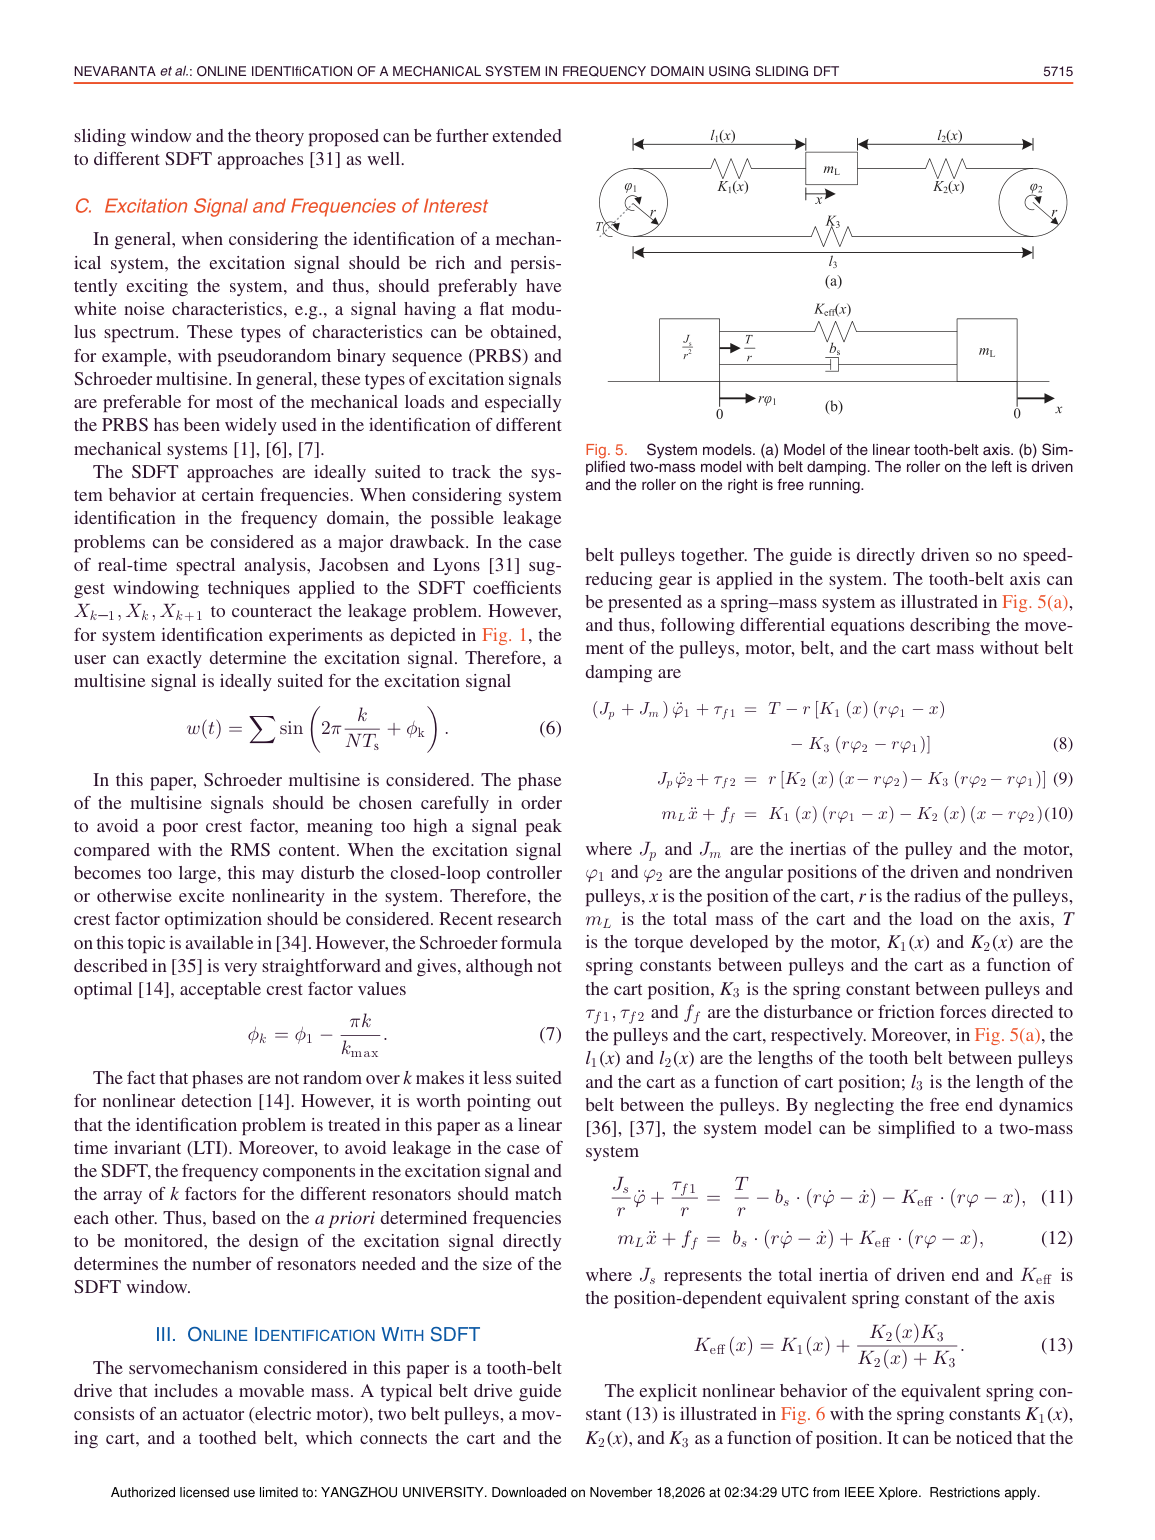 NEVARANTA et al.: ONLINE IDENTIfiCATION OF A MECHANICAL SYSTEM IN FREQUENCY DOMAIN USING SLIDING DFT 5715
sliding window and the theory proposed can be further extended
to different SDFT approaches [31] as well.
C. Excitation Signal and Frequencies of Interest
In general, when considering the identification of a mechan-
ical system, the excitation signal should be rich and persis-
tently exciting the system, and thus, should preferably have
white noise characteristics, e.g., a signal having a flat modu-
lus spectrum. These types of characteristics can be obtained,
for example, with pseudorandom binary sequence (PRBS) and
Schroeder multisine. In general, these types of excitation signals
are preferable for most of the mechanical loads and especially
the PRBS has been widely used in the identification of different
mechanical systems [1], [6], [7].
The SDFT approaches are ideally suited to track the sys-
tem behavior at certain frequencies. When considering system
identification in the frequency domain, the possible leakage
problems can be considered as a major drawback. In the case
of real-time spectral analysis, Jacobsen and Lyons [31] sug-
gest windowing techniques applied to the SDFT coefficients
X_{k−1}, X_k, X_{k+1} to counteract the leakage problem. However,
for system identification experiments as depicted in Fig. 1, the
user can exactly determine the excitation signal. Therefore, a
multisine signal is ideally suited for the excitation signal
w(t) = ∑ sin (2π k/(NT_s) + ϕ_k). (6)
In this paper, Schroeder multisine is considered. The phase
of the multisine signals should be chosen carefully in order
to avoid a poor crest factor, meaning too high a signal peak
compared with the RMS content. When the excitation signal
becomes too large, this may disturb the closed-loop controller
or otherwise excite nonlinearity in the system. Therefore, the
crest factor optimization should be considered. Recent research
on this topic is available in [34]. However, the Schroeder formula
described in [35] is very straightforward and gives, although not
optimal [14], acceptable crest factor values
ϕ_k = ϕ_1 − πk/k_max. (7)
The fact that phases are not random over k makes it less suited
for nonlinear detection [14]. However, it is worth pointing out
that the identification problem is treated in this paper as a linear
time invariant (LTI). Moreover, to avoid leakage in the case of
the SDFT, the frequency components in the excitation signal and
the array of k factors for the different resonators should match
each other. Thus, based on the a priori determined frequencies
to be monitored, the design of the excitation signal directly
determines the number of resonators needed and the size of the
SDFT window.
III. ONLINE IDENTIFICATION WITH SDFT
The servomechanism considered in this paper is a tooth-belt
drive that includes a movable mass. A typical belt drive guide
consists of an actuator (electric motor), two belt pulleys, a mov-
ing cart, and a toothed belt, which connects the cart and the
l_1(x) l_2(x)
m_L
K_1(x) K_2(x)
φ_1 φ_2
x
r r
T K_3
l_3
(a)
K_eff(x)
J_s/r² T/r b_s m_L
rφ_1 (b)
0 0 x
Fig. 5. System models. (a) Model of the linear tooth-belt axis. (b) Sim-
plified two-mass model with belt damping. The roller on the left is driven
and the roller on the right is free running.
belt pulleys together. The guide is directly driven so no speed-
reducing gear is applied in the system. The tooth-belt axis can
be presented as a spring–mass system as illustrated in Fig. 5(a),
and thus, following differential equations describing the move-
ment of the pulleys, motor, belt, and the cart mass without belt
damping are
(J_p + J_m) φ̈_1 + τ_{f1} = T − r [K_1 (x) (rφ_1 − x)
− K_3 (rφ_2 − rφ_1)] (8)
J_p φ̈_2 + τ_{f2} = r [K_2 (x) (x − rφ_2) − K_3 (rφ_2 − rφ_1)] (9)
m_L ẍ + f_f = K_1 (x) (rφ_1 − x) − K_2 (x) (x − rφ_2) (10)
where J_p and J_m are the inertias of the pulley and the motor,
φ_1 and φ_2 are the angular positions of the driven and nondriven
pulleys, x is the position of the cart, r is the radius of the pulleys,
m_L is the total mass of the cart and the load on the axis, T
is the torque developed by the motor, K_1(x) and K_2(x) are the
spring constants between pulleys and the cart as a function of
the cart position, K_3 is the spring constant between pulleys and
τ_{f1}, τ_{f2} and f_f are the disturbance or friction forces directed to
the pulleys and the cart, respectively. Moreover, in Fig. 5(a), the
l_1(x) and l_2(x) are the lengths of the tooth belt between pulleys
and the cart as a function of cart position; l_3 is the length of the
belt between the pulleys. By neglecting the free end dynamics
[36], [37], the system model can be simplified to a two-mass
system
J_s/r φ̈ + τ_{f1}/r = T/r − b_s · (rφ̇ − ẋ) − K_eff · (rφ − x), (11)
m_L ẍ + f_f = b_s · (rφ̇ − ẋ) + K_eff · (rφ − x), (12)
where J_s represents the total inertia of driven end and K_eff is
the position-dependent equivalent spring constant of the axis
K_eff (x) = K_1(x) + K_2(x)K_3/(K_2(x) + K_3). (13)
The explicit nonlinear behavior of the equivalent spring con-
stant (13) is illustrated in Fig. 6 with the spring constants K_1(x),
K_2(x), and K_3 as a function of position. It can be noticed that the
Authorized licensed use limited to: YANGZHOU UNIVERSITY. Downloaded on November 18,2026 at 02:34:29 UTC from IEEE Xplore. Restrictions apply.